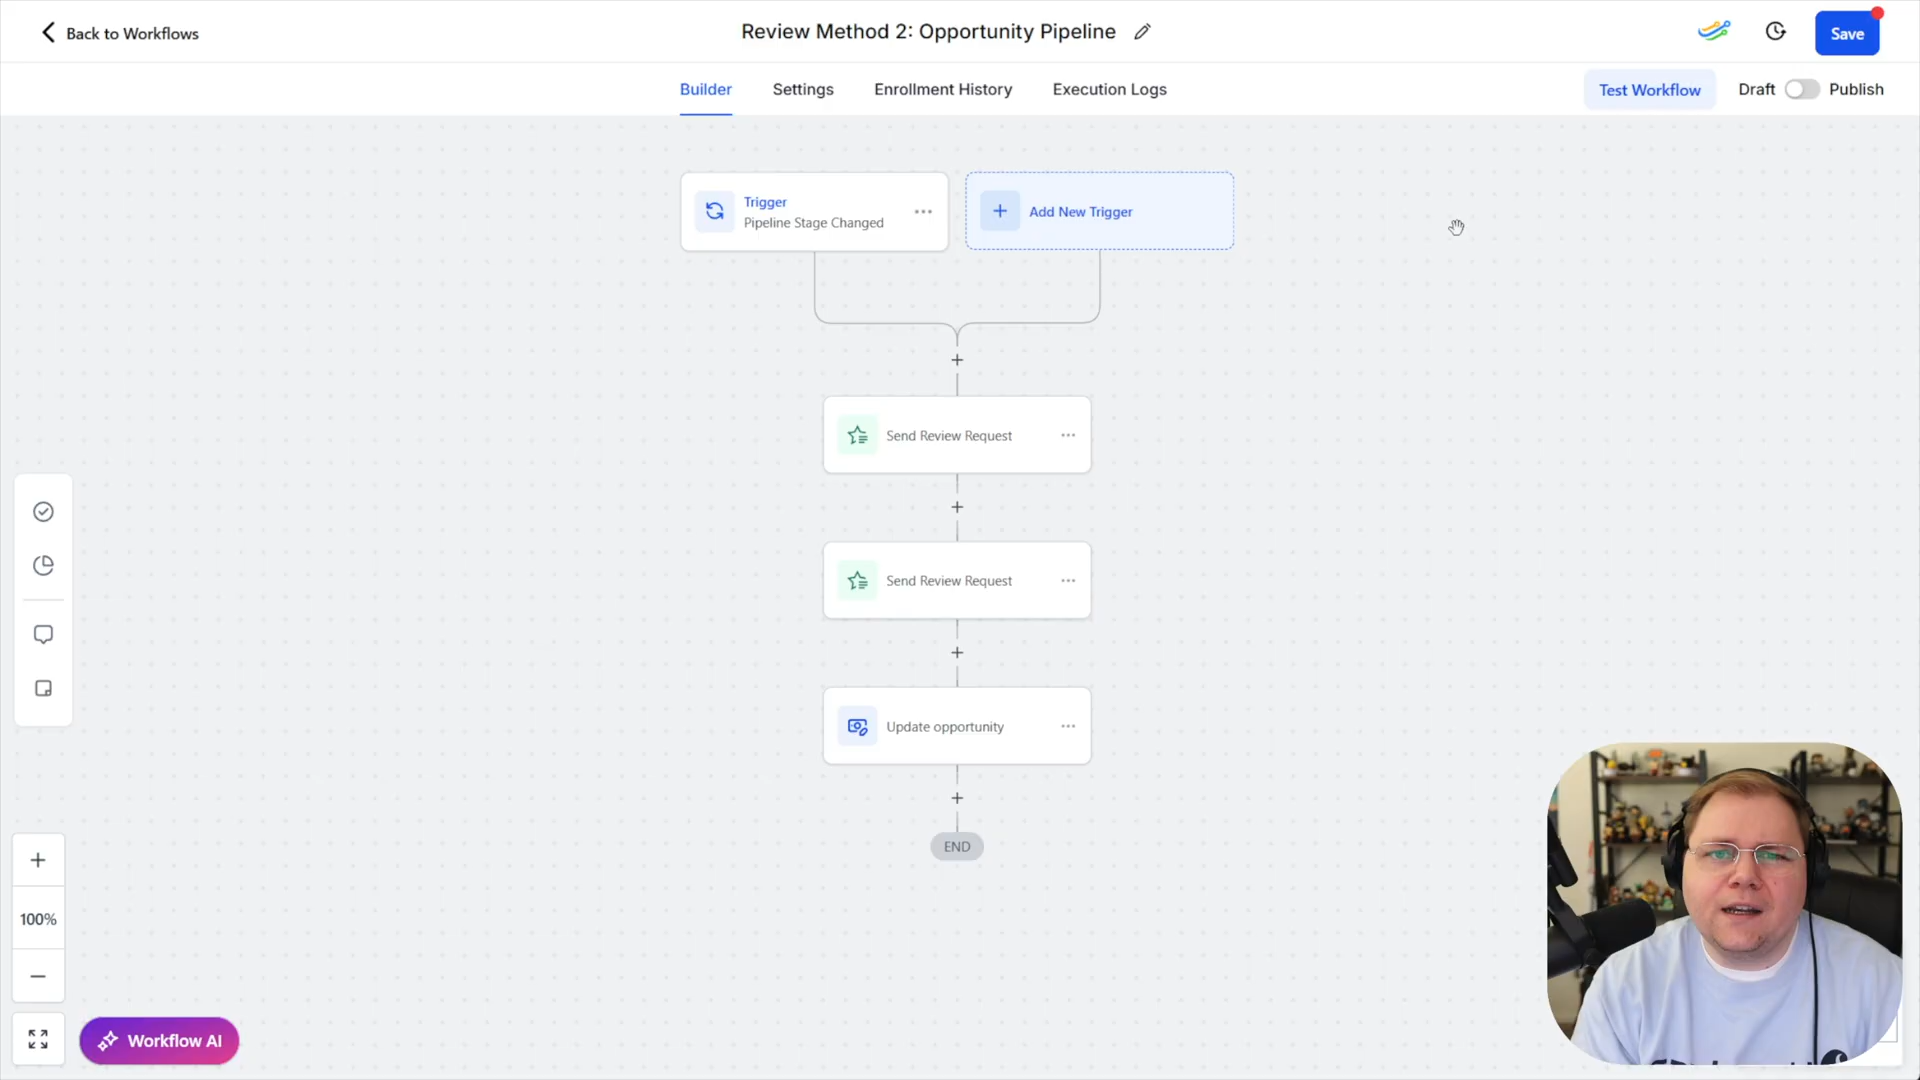 Back to Workflows
Review Method 2: Opportunity Pipeline
Save
Builder
Settings
Enrollment History
Execution Logs
Test Workflow
Draft
Publish
Trigger
Pipeline Stage Changed
Add New Trigger
Send Review Request
Send Review Request
Update opportunity
END
100%
Workflow AI